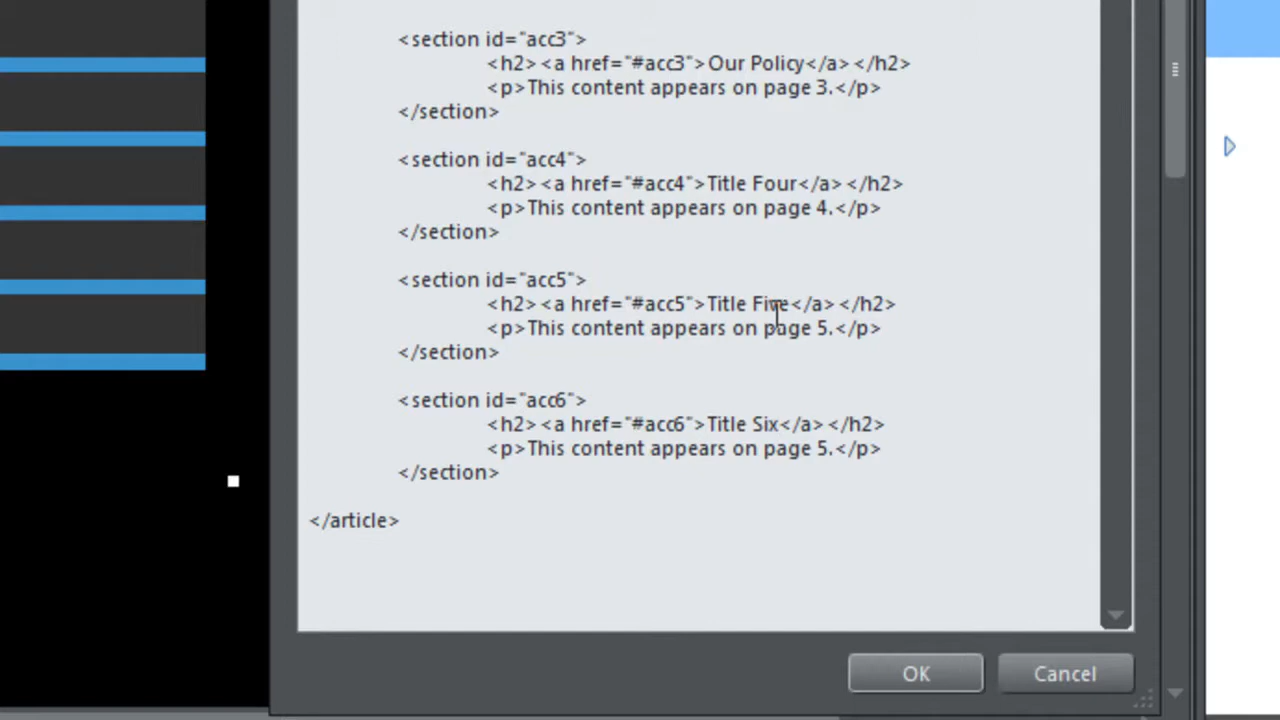 <section id="acc3">
<h2><a href="#acc3">Our Policy</a></h2>
<p>This content appears on page 3.</p>
</section>
<section id="acc4">
<h2><a href="#acc4">Title Four</a></h2>
<p>This content appears on page 4.</p>
</section>
<section id="acc5">
<h2><a href="#acc5">Title Five</a></h2>
<p>This content appears on page 5.</p>
</section>
<section id="acc6">
<h2><a href="#acc6">Title Six</a></h2>
<p>This content appears on page 5.</p>
</section>
</article>
OK Cancel